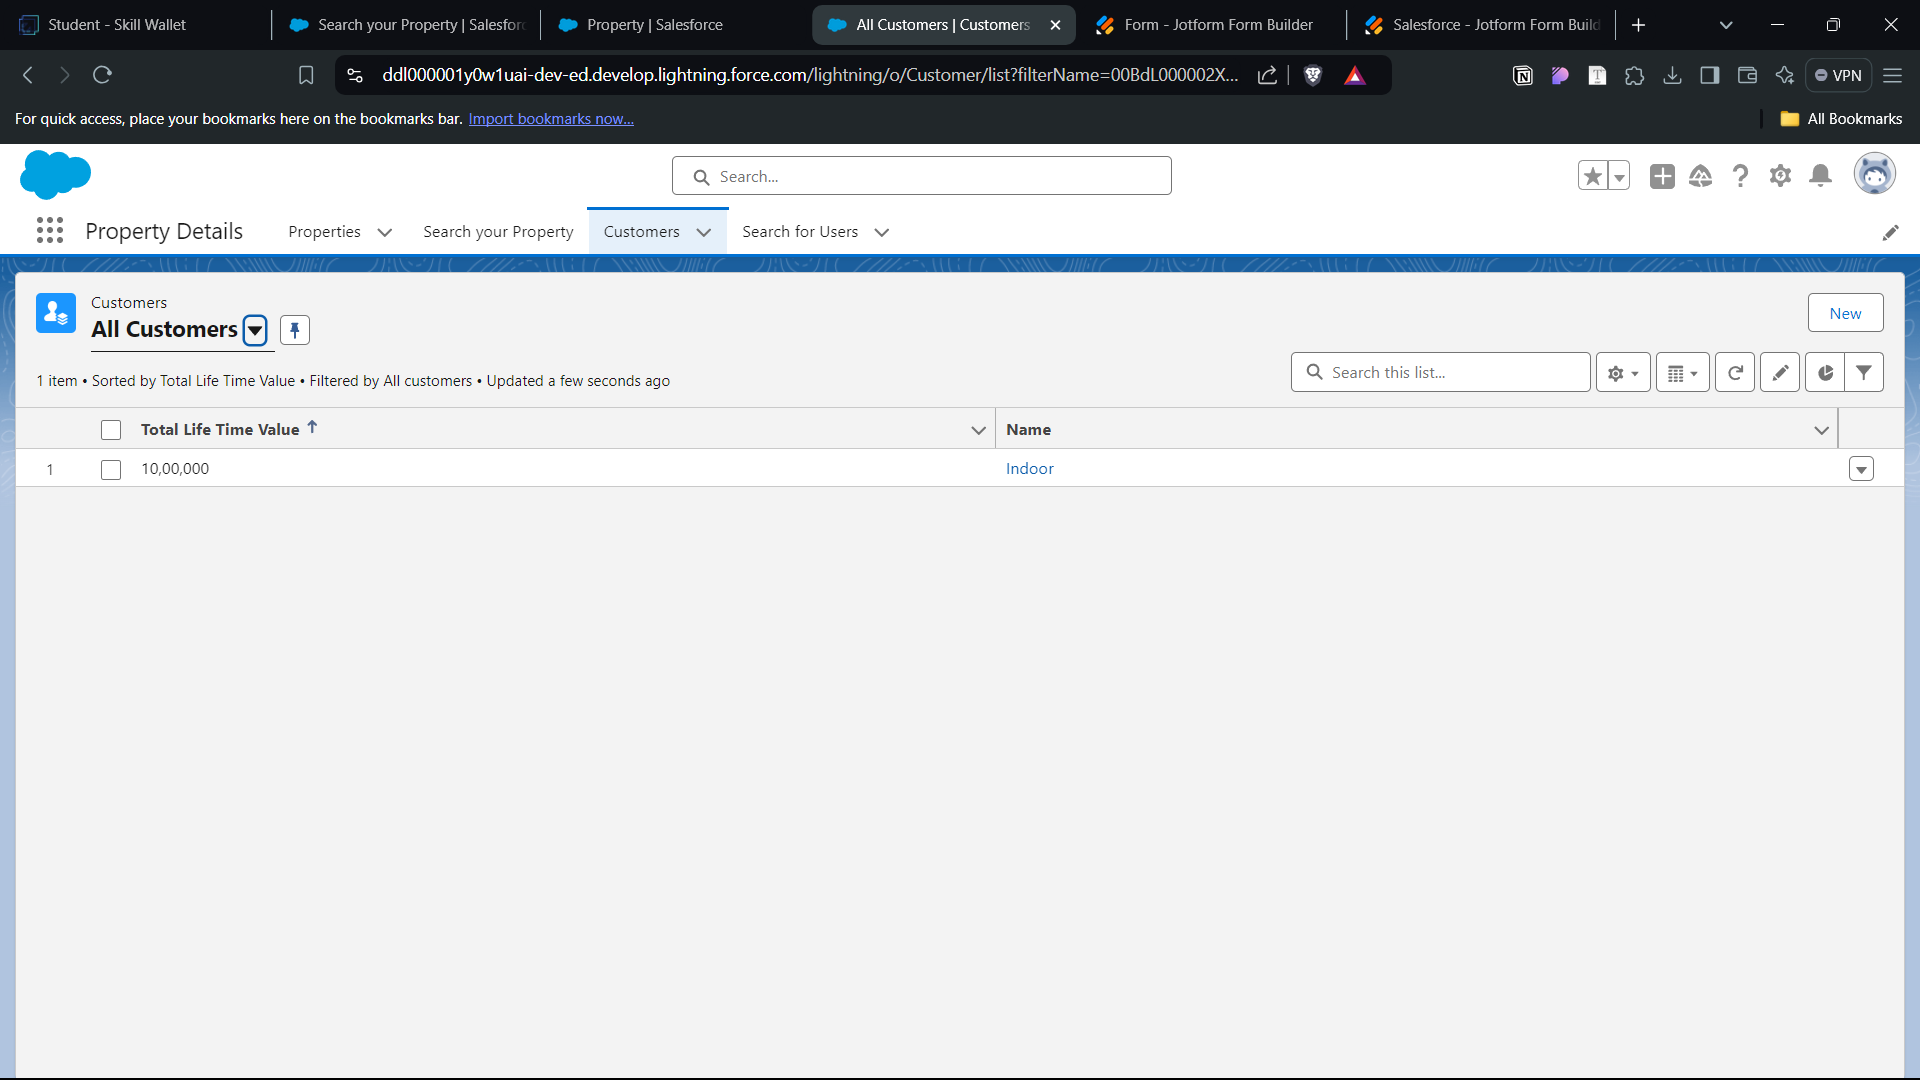 Student - Skill Wallet
Search your Property | Salesforc
Property | Salesforce
All Customers | Customers
Form - Jotform Form Builder
Salesforce - Jotform Form Build
ddl000001y0w1uai-dev-ed.develop.lightning.force.com/lightning/o/Customer/list?filterName=00BdL000002X...
VPN
For quick access, place your bookmarks here on the bookmarks bar. Import bookmarks now...
All Bookmarks
Search...
Property Details
Properties
Search your Property
Customers
Search for Users
Customers
All Customers
New
1 item • Sorted by Total Life Time Value • Filtered by All customers • Updated a few seconds ago
Search this list...
Total Life Time Value
Name
1
10,00,000
Indoor